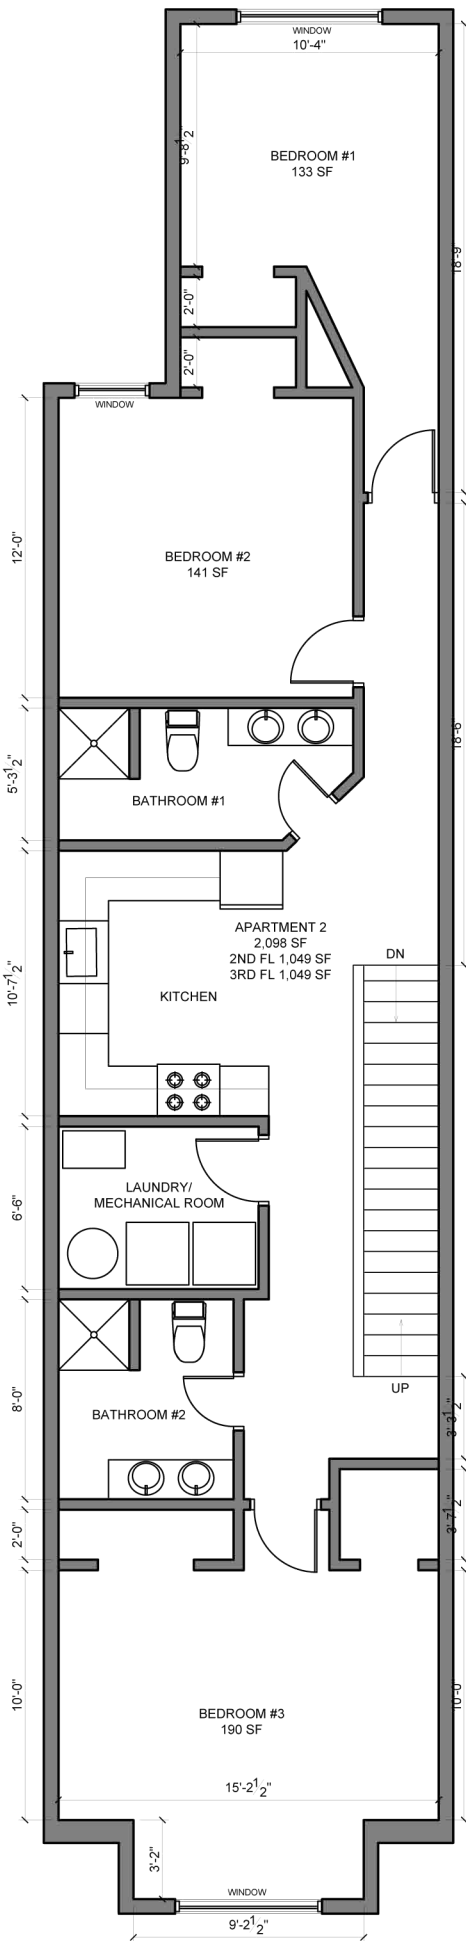 WINDOW
10'-4"
9'-8 1/2"
BEDROOM #1
133 SF
18'-9"
2'-0"
2'-0"
WINDOW
12'-0"
BEDROOM #2
141 SF
18'-6"
5'-3 1/2"
BATHROOM #1
APARTMENT 2
2,098 SF
2ND FL 1,049 SF
3RD FL 1,049 SF
DN
10'-7 1/2"
KITCHEN
6'-6"
LAUNDRY/
MECHANICAL ROOM
UP
8'-0"
BATHROOM #2
3'-3 1/2"
3'-7 1/2"
2'-0"
10'-0"
BEDROOM #3
190 SF
10'-0"
15'-2 1/2"
3'-2"
WINDOW
9'-2 1/2"